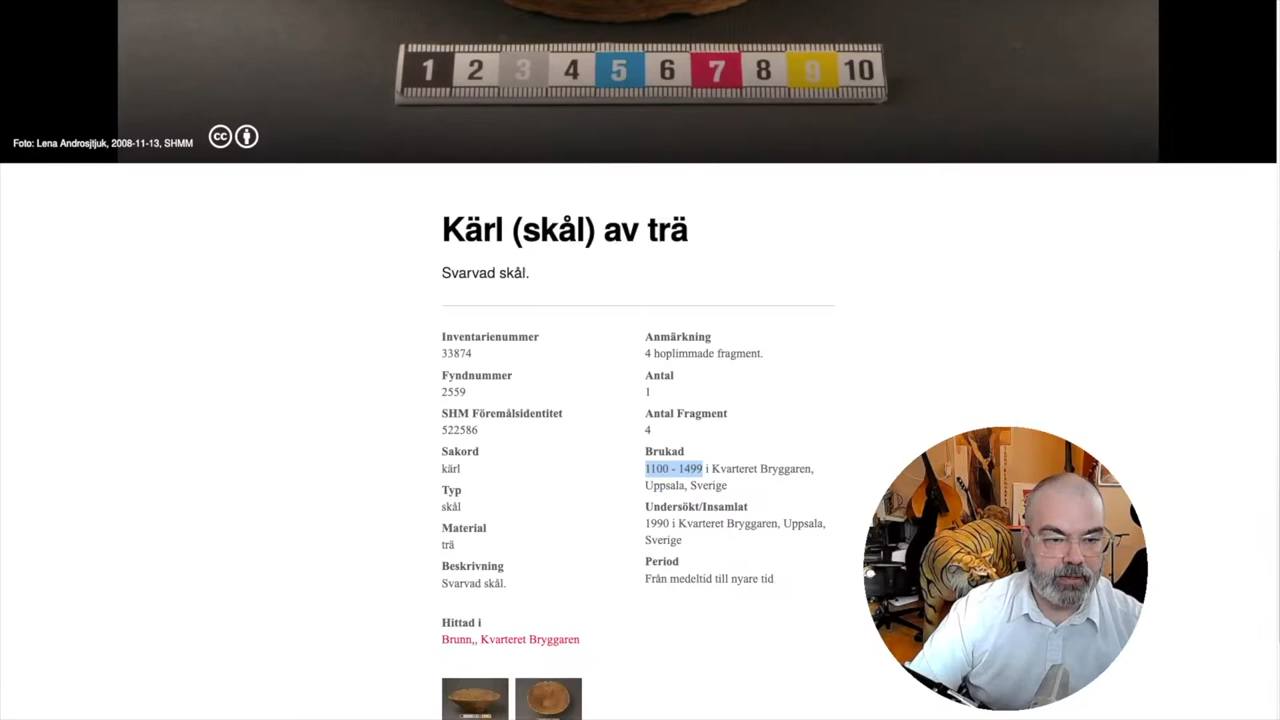 1 2 3 4 5 6 7 8 9 10
Foto: Lena Androsjtjuk, 2008-11-13, SHMM
cc
Kärl (skål) av trä
Svarvad skål.
Inventarienummer
33874
Fyndnummer
2559
SHM Föremålsidentitet
522586
Sakord
kärl
Typ
skål
Material
trä
Beskrivning
Svarvad skål.
Hittad i
Brunn,, Kvarteret Bryggaren
Anmärkning
4 hoplimmade fragment.
Antal
1
Antal Fragment
4
Brukad
1100 - 1499 i Kvarteret Bryggaren,
Uppsala, Sverige
Undersökt/Insamlat
1990 i Kvarteret Bryggaren, Uppsala,
Sverige
Period
Från medeltid till nyare tid